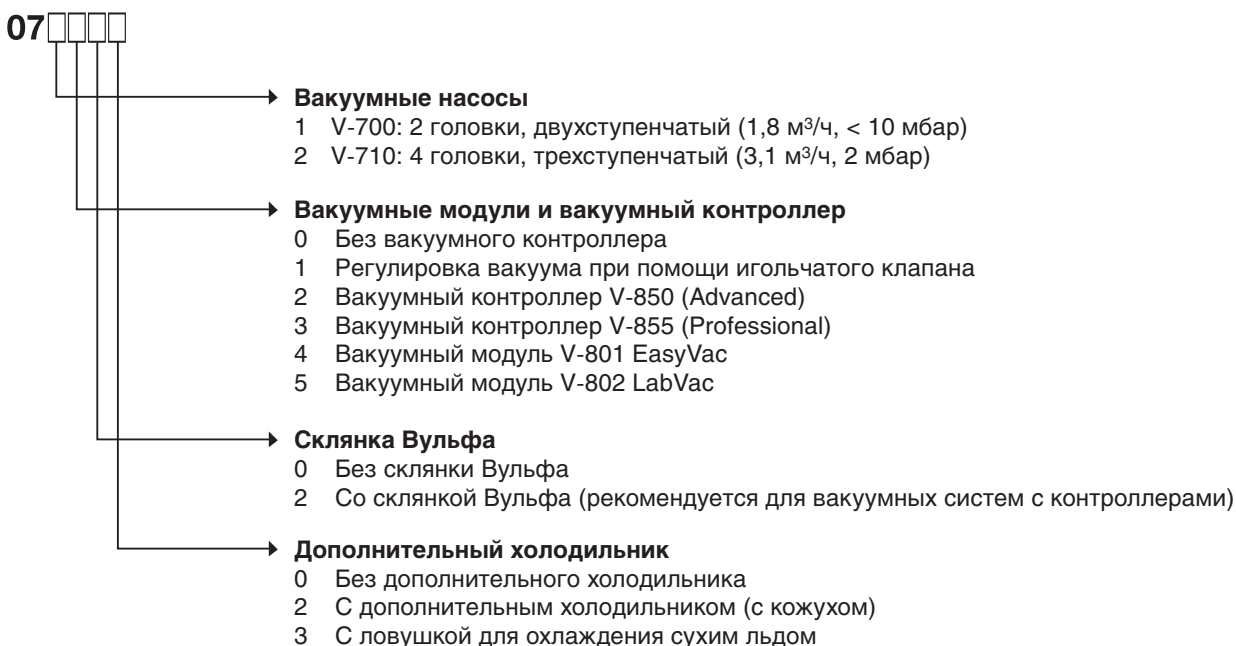 07
Вакуумные насосы
1 V-700: 2 головки, двухступенчатый (1,8 м³/ч, < 10 мбар)
2 V-710: 4 головки, трехступенчатый (3,1 м³/ч, 2 мбар)
Вакуумные модули и вакуумный контроллер
0 Без вакуумного контроллера
1 Регулировка вакуума при помощи игольчатого клапана
2 Вакуумный контроллер V-850 (Advanced)
3 Вакуумный контроллер V-855 (Professional)
4 Вакуумный модуль V-801 EasyVac
5 Вакуумный модуль V-802 LabVac
Склянка Вульфа
0 Без склянки Вульфа
2 Со склянкой Вульфа (рекомендуется для вакуумных систем с контроллерами)
Дополнительный холодильник
0 Без дополнительного холодильника
2 С дополнительным холодильником (с кожухом)
3 С ловушкой для охлаждения сухим льдом